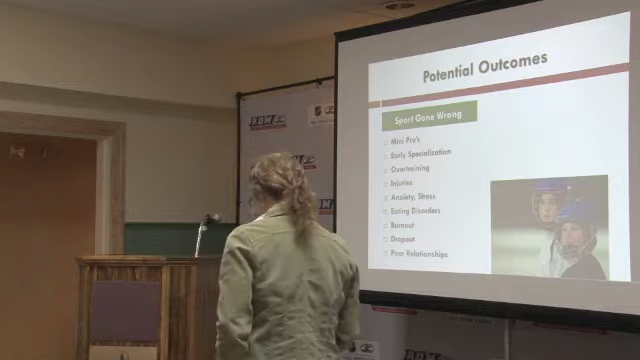 Potential Outcomes
Sport Gone Wrong
Mini Pro's
Early Specialization
Overtraining
Injuries
Anxiety, Stress
Eating Disorders
Burnout
Dropout
Poor Relationships